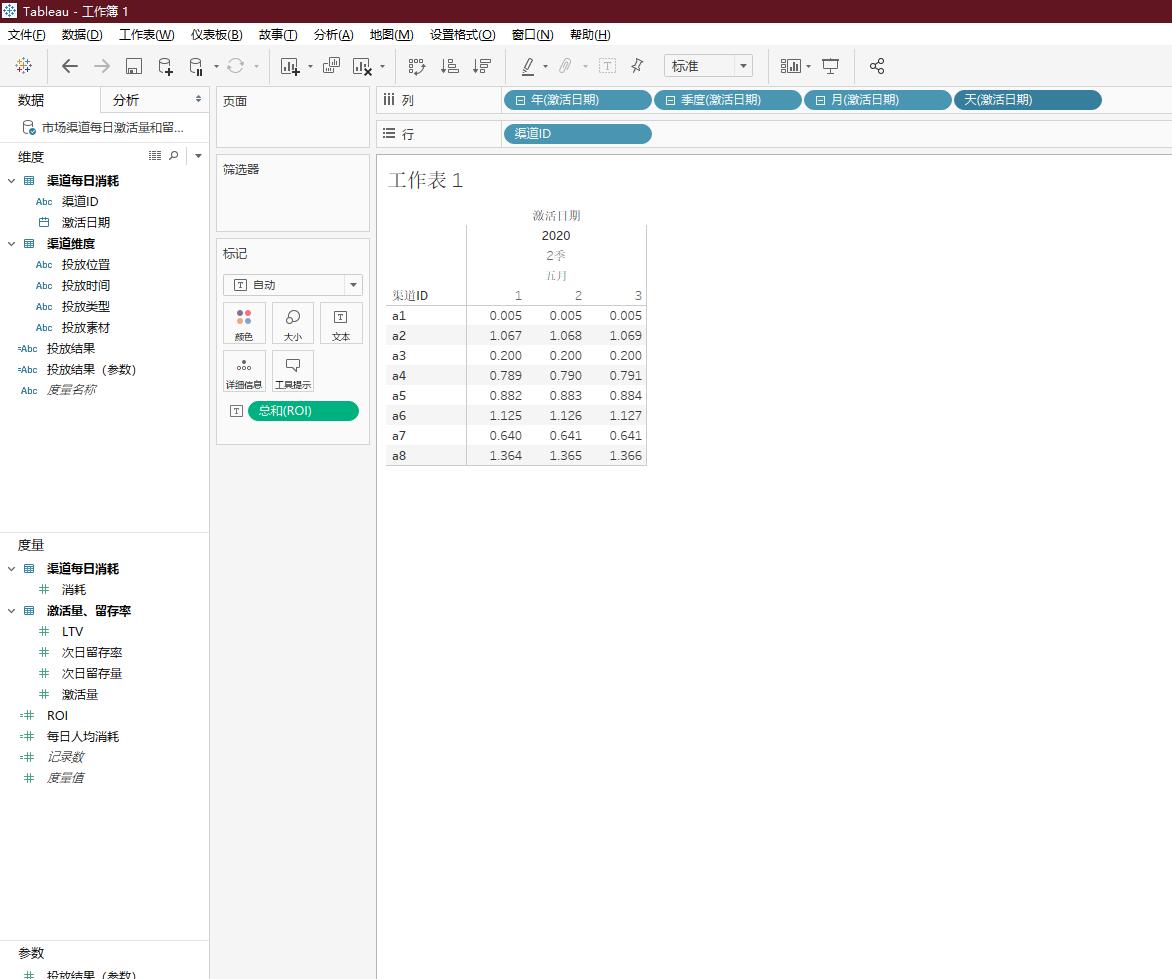 Tableau - 工作簿 1
文件(F) 数据(D) 工作表(W) 仪表板(B) 故事(T) 分析(A) 地图(M) 设置格式(O) 窗口(N) 帮助(H)
标准
数据 分析
市场渠道每日激活量和留...
维度
渠道每日消耗
Abc 渠道ID
激活日期
渠道维度
Abc 投放位置
Abc 投放时间
Abc 投放类型
Abc 投放素材
=Abc 投放结果
=Abc 投放结果（参数）
Abc 度量名称
度量
渠道每日消耗
# 消耗
激活量、留存率
# LTV
# 次日留存率
# 次日留存量
# 激活量
=# ROI
=# 每日人均消耗
=# 记录数
# 度量值
参数
# 投放结果（参数）
页面
筛选器
标记
T 自动
颜色 大小 T 文本
详细信息 工具提示
T 总和(ROI)
列 年(激活日期) 季度(激活日期) 月(激活日期) 天(激活日期)
行 渠道ID
工作表 1
激活日期
2020
2季
五月
渠道ID 1 2 3
a1 0.005 0.005 0.005
a2 1.067 1.068 1.069
a3 0.200 0.200 0.200
a4 0.789 0.790 0.791
a5 0.882 0.883 0.884
a6 1.125 1.126 1.127
a7 0.640 0.641 0.641
a8 1.364 1.365 1.366